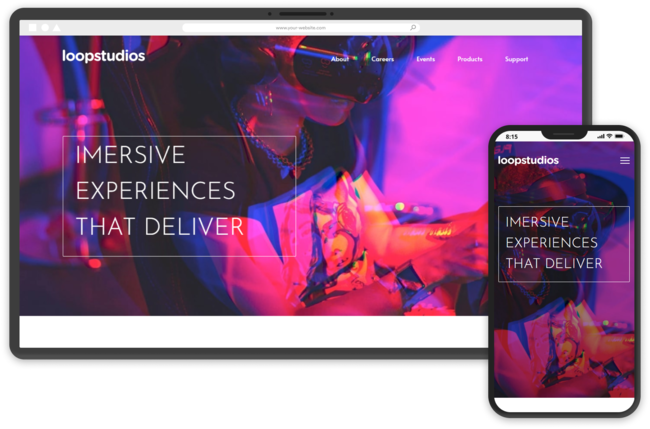 www.your-website.com
loopstudios
About Careers Events Products Support
IMERSIVE
EXPERIENCES
THAT DELIVER
8:15
loopstudios
IMERSIVE
EXPERIENCES
THAT DELIVER